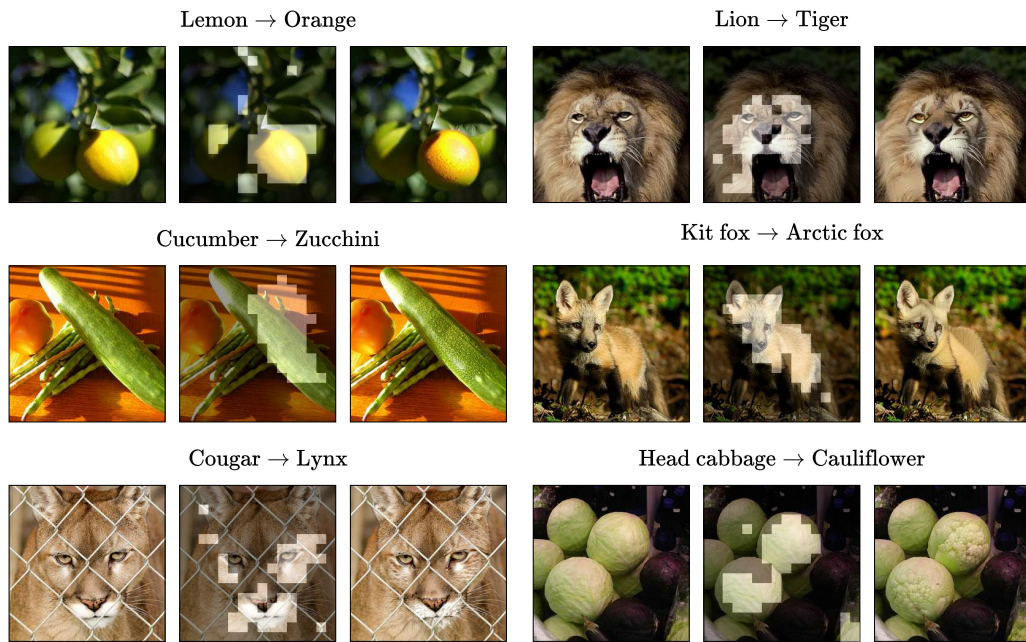 Lemon → Orange
Lion → Tiger
Cucumber → Zucchini
Kit fox → Arctic fox
Cougar → Lynx
Head cabbage → Cauliflower